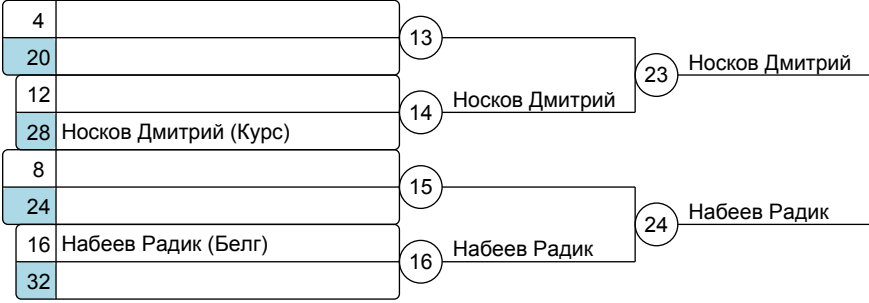 4
20
13
12
28 Носков Дмитрий (Курс)
14
Носков Дмитрий
23
Носков Дмитрий
8
24
15
16 Набеев Радик (Белг)
32
16
Набеев Радик
24
Набеев Радик